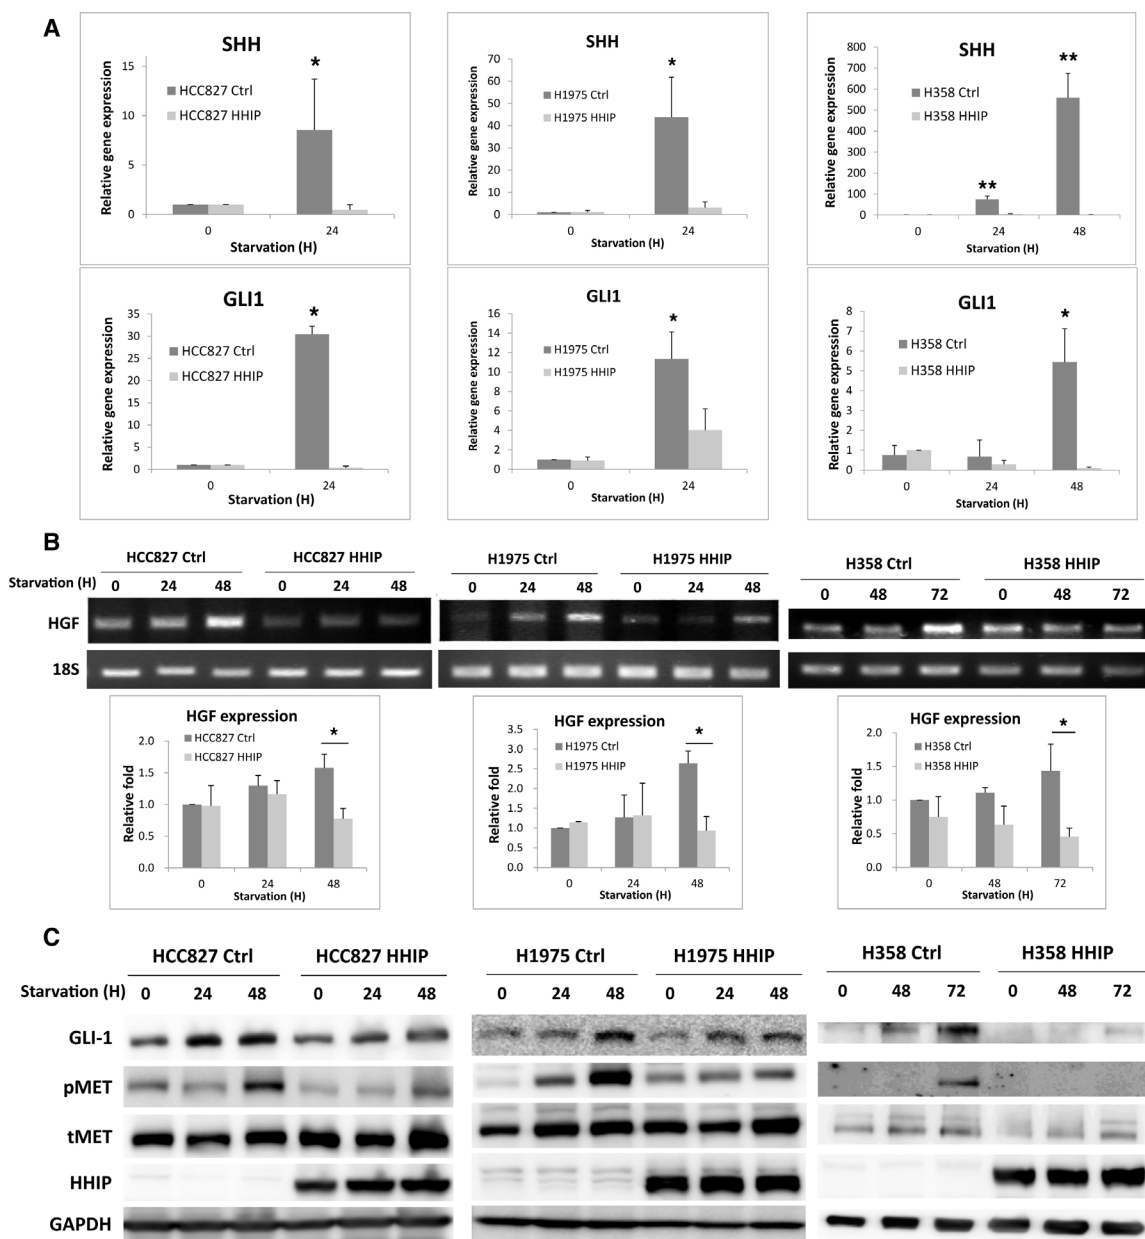 A
SHH
Relative gene expression
15
10
5
0
HCC827 Ctrl
HCC827 HHIP
*
0 24
Starvation (H)
SHH
Relative gene expression
70
60
50
40
30
20
10
0
H1975 Ctrl
H1975 HHIP
*
0 24
Starvation (H)
SHH
Relative gene expression
800
700
600
500
400
300
200
100
0
H358 Ctrl
H358 HHIP
** **
0 24 48
Starvation (H)
GLI1
Relative gene expression
35
30
25
20
15
10
5
0
HCC827 Ctrl
HCC827 HHIP
*
0 24
Starvation (H)
GLI1
Relative gene expression
16
14
12
10
8
6
4
2
0
H1975 Ctrl
H1975 HHIP
*
0 24
Starvation (H)
GLI1
Relative gene expression
8
7
6
5
4
3
2
1
0
H358 Ctrl
H358 HHIP
*
0 24 48
Starvation (H)
B
HCC827 Ctrl HCC827 HHIP H1975 Ctrl H1975 HHIP H358 Ctrl H358 HHIP
Starvation (H) 0 24 48 0 24 48 0 24 48 0 24 48 0 48 72 0 48 72
HGF
18S
HGF expression
Relative fold
2.0
1.5
1.0
0.5
0.0
HCC827 Ctrl
HCC827 HHIP
*
0 24 48
Starvation (H)
HGF expression
Relative fold
3.5
3.0
2.5
2.0
1.5
1.0
0.5
0.0
H1975 Ctrl
H1975 HHIP
*
0 24 48
Starvation (H)
HGF expression
Relative fold
2.0
1.5
1.0
0.5
0.0
H358 Ctrl
H358 HHIP
*
0 48 72
Starvation (H)
C
HCC827 Ctrl HCC827 HHIP H1975 Ctrl H1975 HHIP H358 Ctrl H358 HHIP
Starvation (H) 0 24 48 0 24 48 0 24 48 0 24 48 0 48 72 0 48 72
GLI-1
pMET
tMET
HHIP
GAPDH